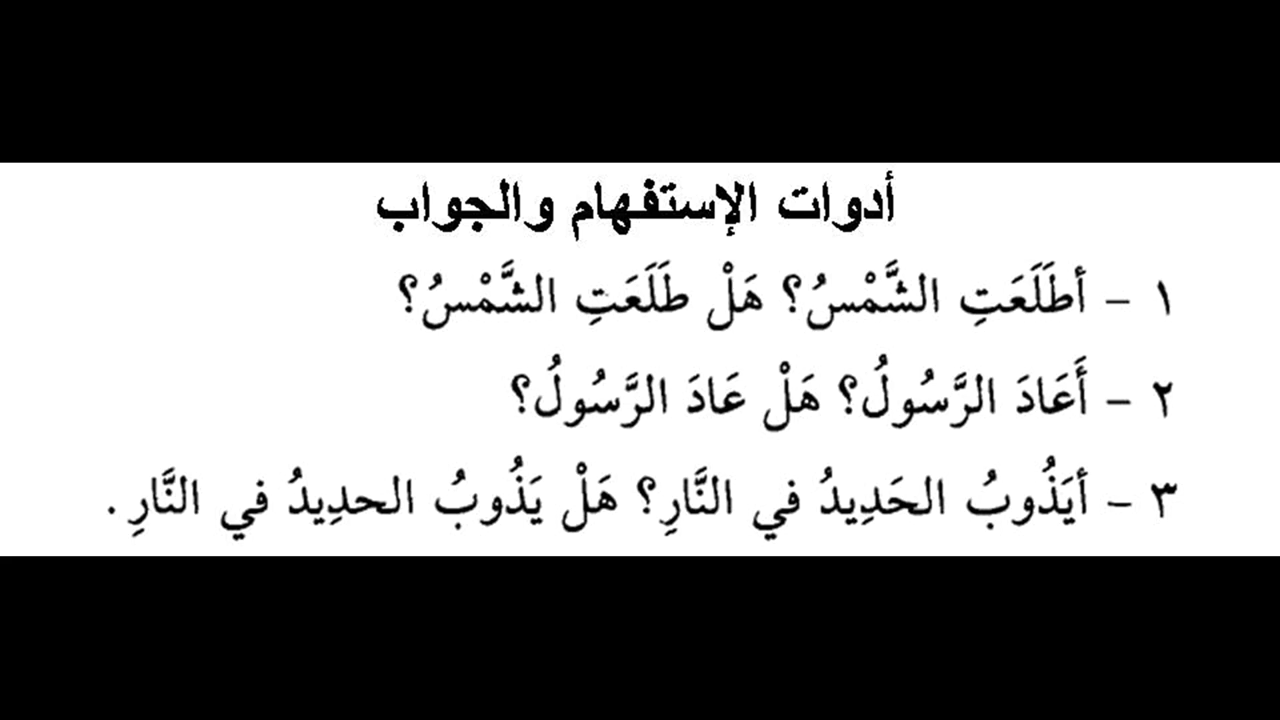 أدوات الإستفهام والجواب
١ - أطَلَعَتِ الشَّمْسُ؟ هَلْ طَلَعَتِ الشَّمْسُ؟
٢ - أَعَادَ الرَّسُولُ؟ هَلْ عَادَ الرَّسُولُ؟
٣ - أيَذُوبُ الحَدِيدُ في النَّارِ؟ هَلْ يَذُوبُ الحدِيدُ في النَّارِ.